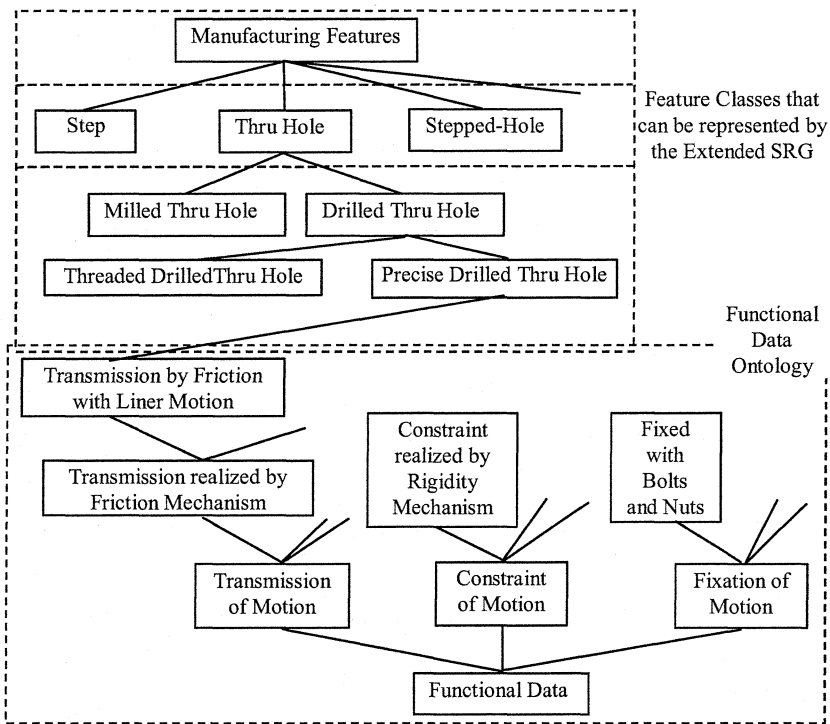 Manufacturing Features
Step
Thru Hole
Stepped-Hole
Feature Classes that
can be represented by
the Extended SRG
Milled Thru Hole
Drilled Thru Hole
Threaded DrilledThru Hole
Precise Drilled Thru Hole
Functional
Data
Ontology
Transmission by Friction
with Liner Motion
Constraint
realized by
Rigidity
Mechanism
Fixed
with
Bolts
and Nuts
Transmission realized by
Friction Mechanism
Transmission
of Motion
Constraint
of Motion
Fixation of
Motion
Functional Data